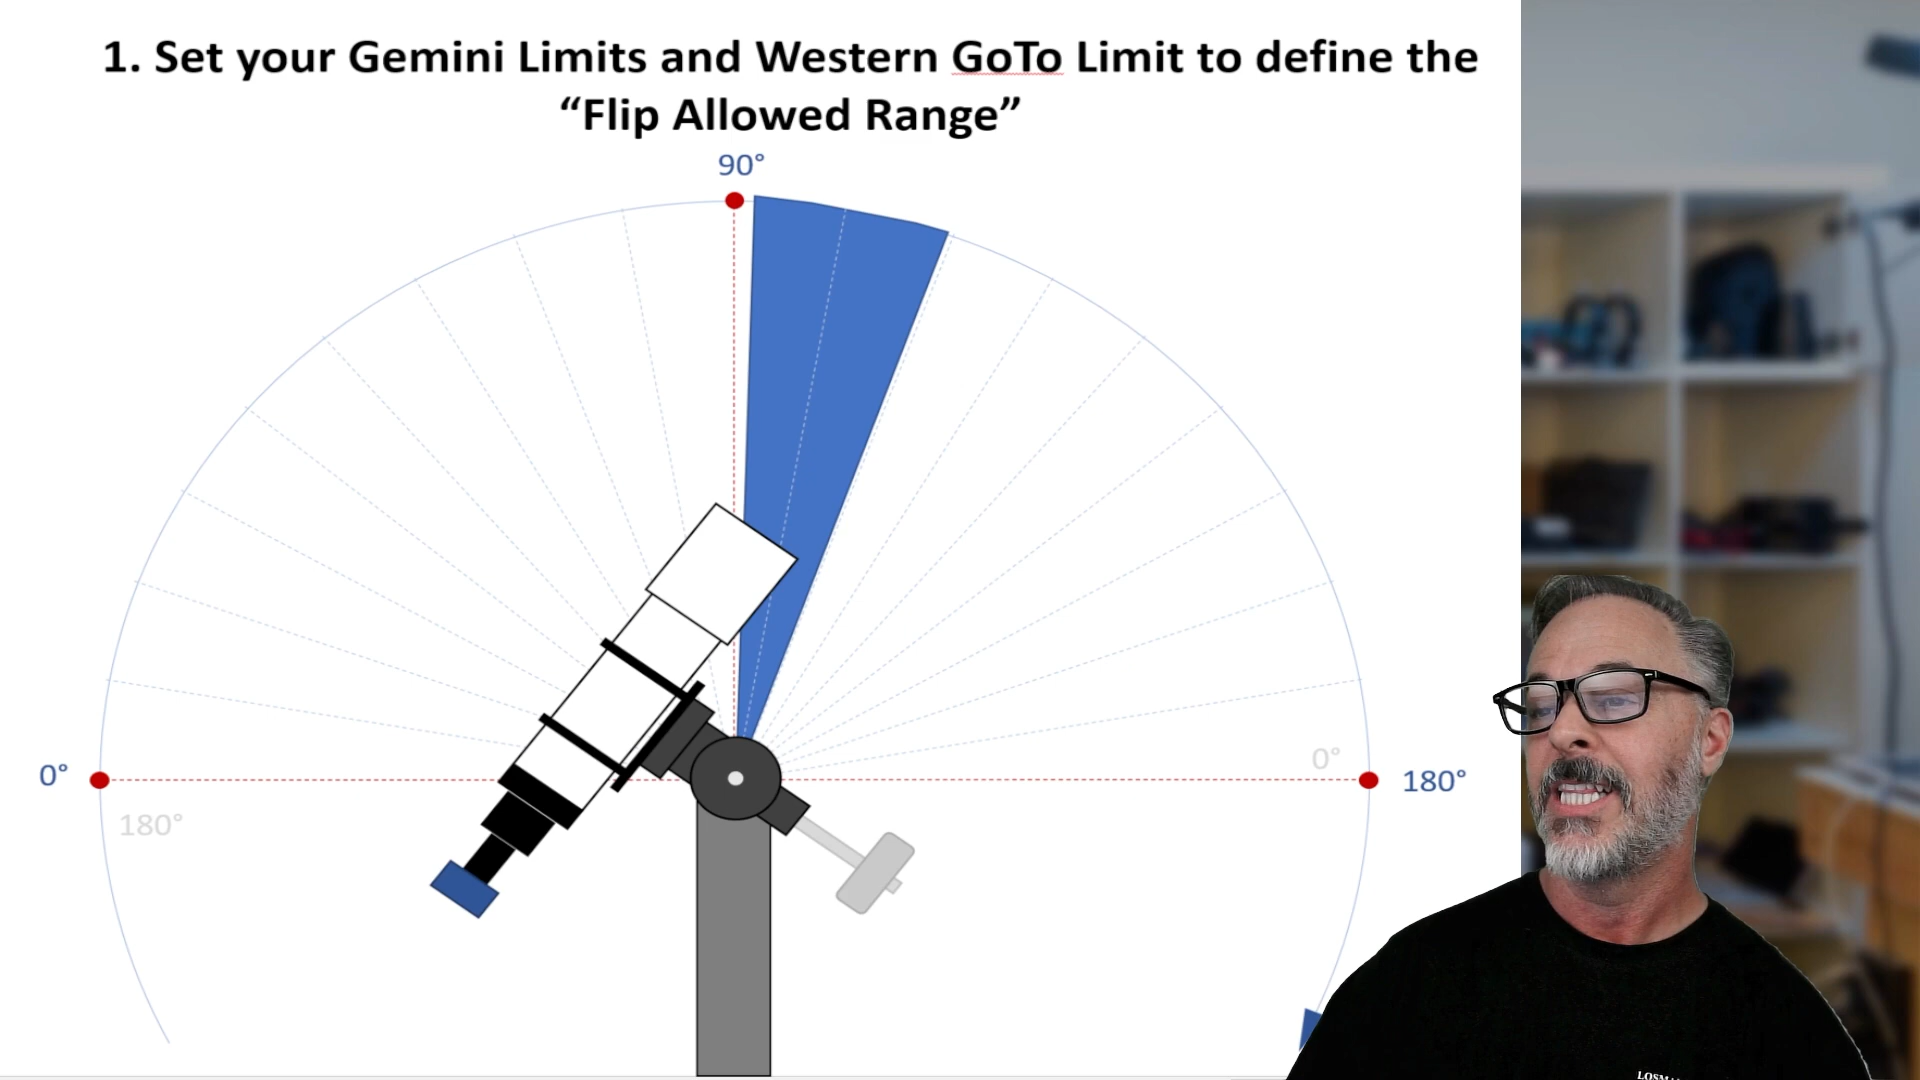 1. Set your Gemini Limits and Western GoTo Limit to define the
“Flip Allowed Range”
90°
0°
0°
180°
180°